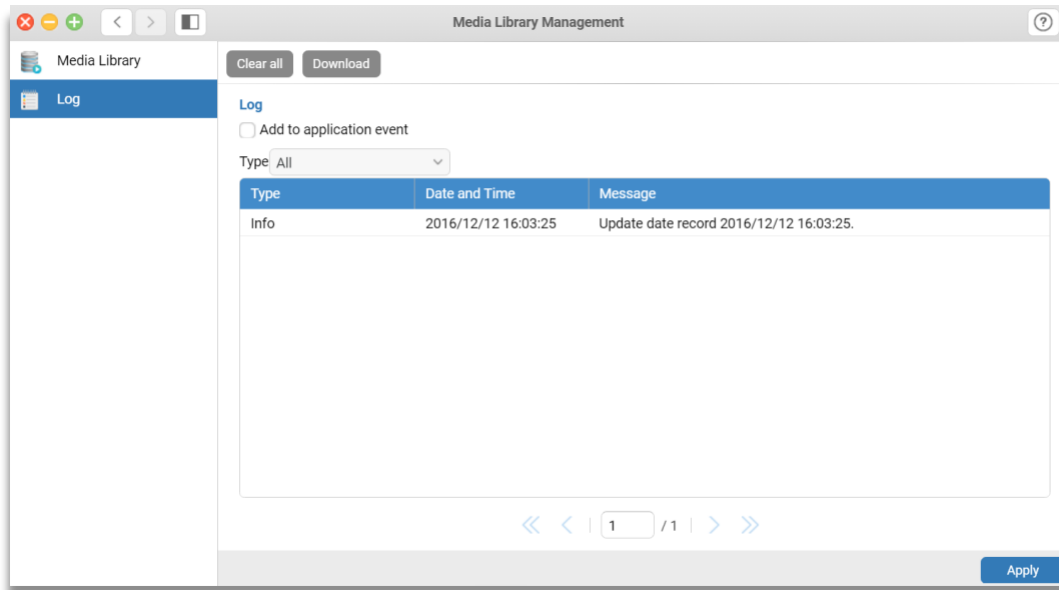 Media Library Management
?
Media Library
Log
Clear all
Download
Log
Add to application event
Type All
Type Date and Time Message
Info 2016/12/12 16:03:25 Update date record 2016/12/12 16:03:25.
1 / 1
Apply